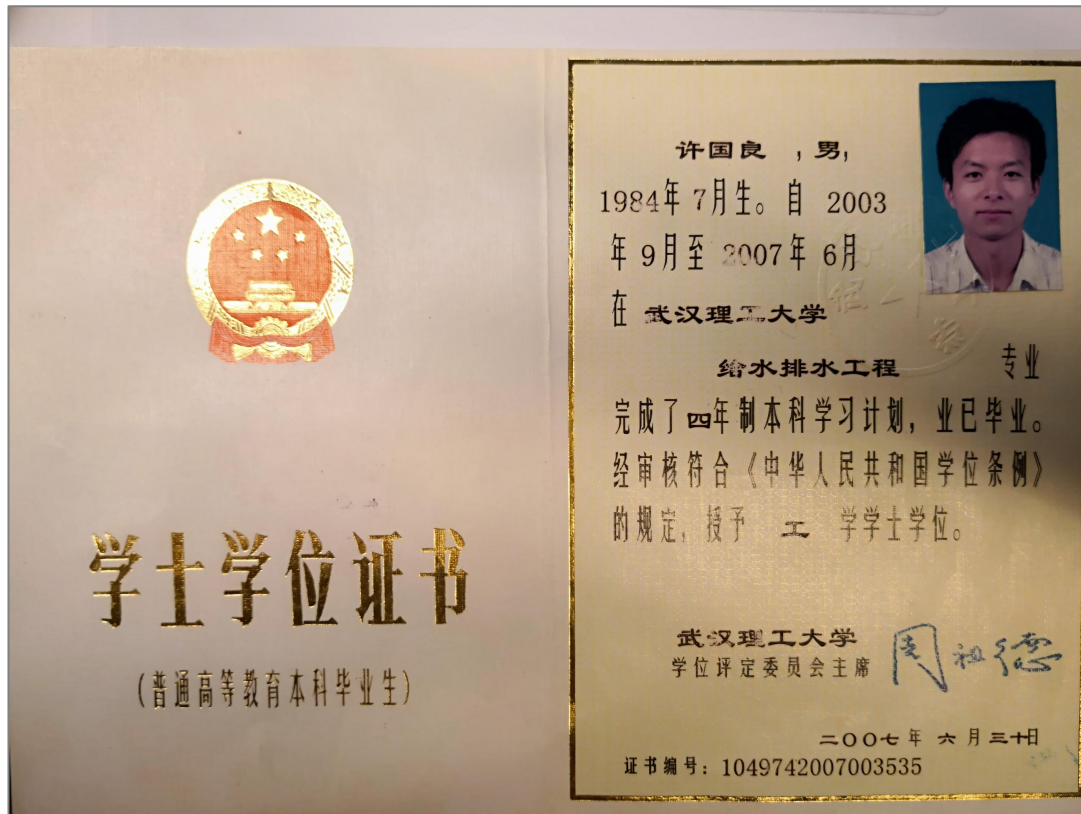 学士学位证书
(普通高等教育本科毕业生)
许国良 ,男,
1984年7月生。自 2003
年9月至 2007年6月
在 武汉理工大学
给水排水工程 专业
完成了四年制本科学习计划,业已毕业。
经审核符合《中华人民共和国学位条例》
的规定,授予 工 学学士学位。
武汉理工大学
学位评定委员会主席 周祖德
二〇〇七年 六月三十日
证书编号:1049742007003535